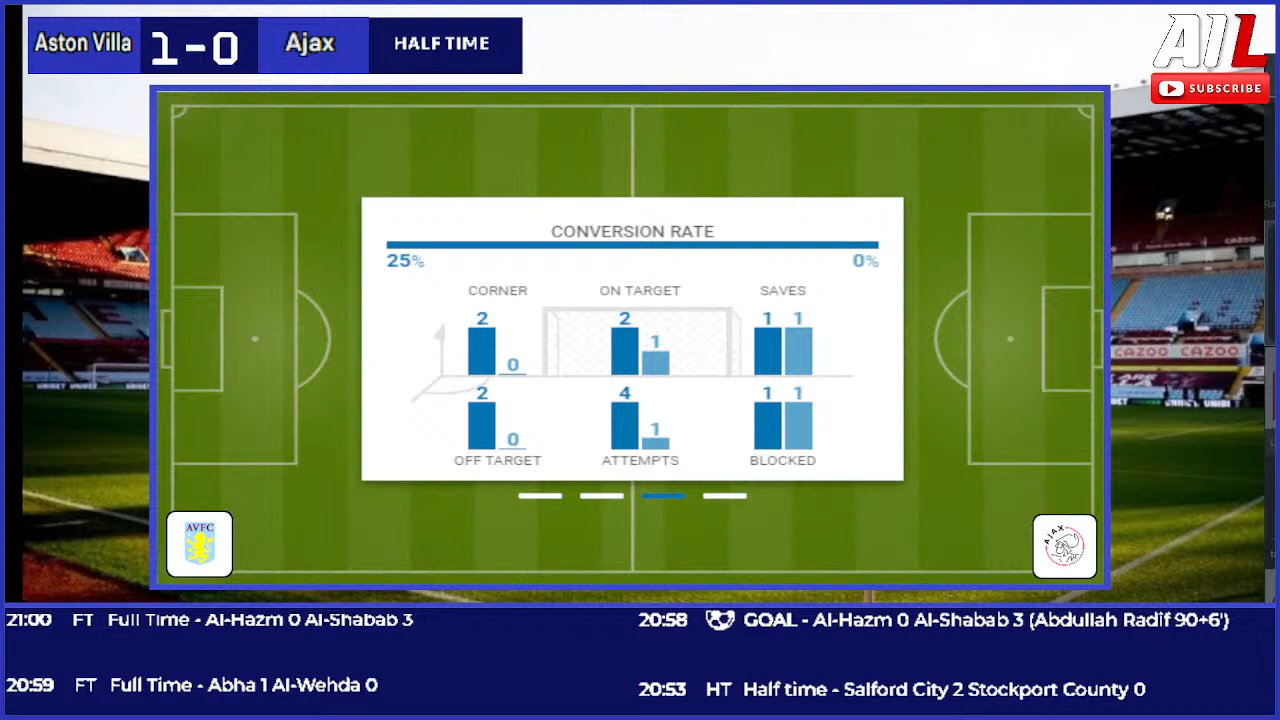 Aston Villa 1-0 Ajax HALF TIME
AIL
SUBSCRIBE
CONVERSION RATE
25% 0%
CORNER ON TARGET SAVES
2 0 2 1 1 1
2 0 4 1 1 1
OFF TARGET ATTEMPTS BLOCKED
CAZOO
CAZOO CAZOO
AVFC
AJAX
21:00 FT Full Time - Al-Hazm 0 Al-Shabab 3
20:58 GOAL - Al-Hazm 0 Al-Shabab 3 (Abdullah Radif 90+6')
20:59 FT Full Time - Abha 1 Al-Wehda 0
20:53 HT Half time - Salford City 2 Stockport County 0